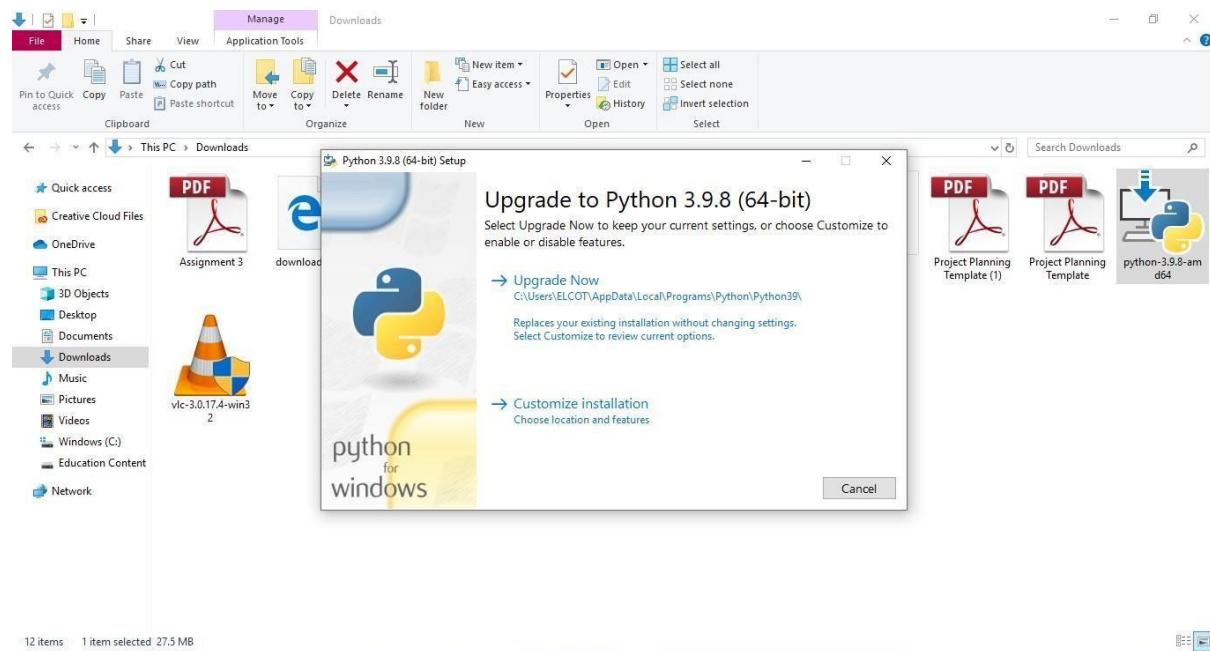 Manage
Downloads
File
Home
Share
View
Application Tools
Pin to Quick
access
Copy
Paste
Cut
Copy path
Paste shortcut
Clipboard
Move
to
Copy
to
Delete
Rename
Organize
New
folder
New item
Easy access
New
Properties
Open
Edit
History
Open
Select all
Select none
Invert selection
Select
This PC
Downloads
Search Downloads
Quick access
Creative Cloud Files
OneDrive
This PC
3D Objects
Desktop
Documents
Downloads
Music
Pictures
Videos
Windows (C:)
Education Content
Network
PDF
Assignment 3
download
vlc-3.0.17.4-win3
2
Python 3.9.8 (64-bit) Setup
Upgrade to Python 3.9.8 (64-bit)
Select Upgrade Now to keep your current settings, or choose Customize to
enable or disable features.
Upgrade Now
C:\Users\ELCOT\AppData\Local\Programs\Python\Python39\
Replaces your existing installation without changing settings.
Select Customize to review current options.
Customize installation
Choose location and features
python
for
windows
Cancel
PDF
Project Planning
Template (1)
PDF
Project Planning
Template
python-3.9.8-am
d64
12 items
1 item selected 27.5 MB